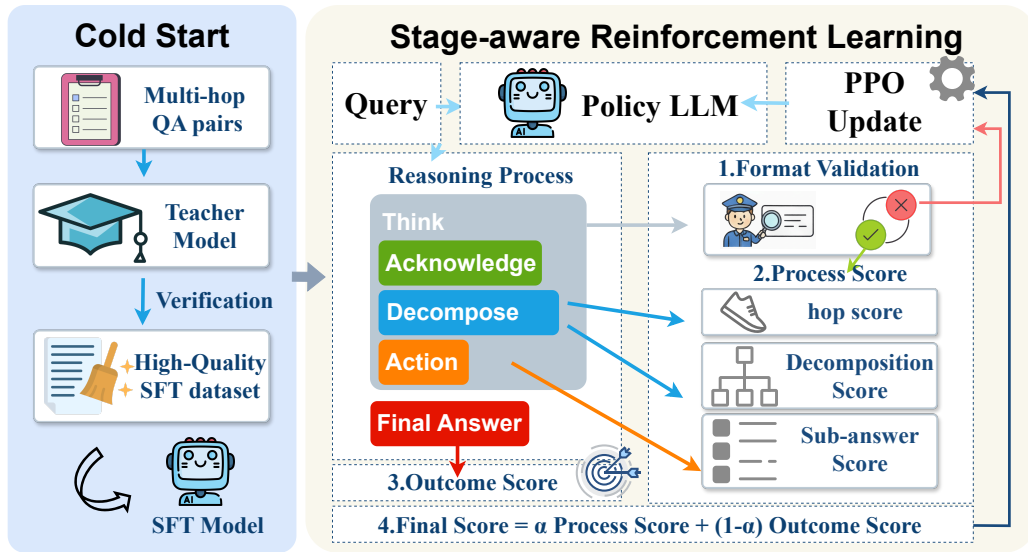 Cold Start
Multi-hop
QA pairs
Teacher
Model
Verification
High-Quality
SFT dataset
AI
SFT Model
Stage-aware Reinforcement Learning
Query
AI
Policy LLM
PPO
Update
Reasoning Process
Think
Acknowledge
Decompose
Action
Final Answer
3.Outcome Score
1.Format Validation
2.Process Score
hop score
Decomposition
Score
Sub-answer
Score
4.Final Score = α Process Score + (1-α) Outcome Score